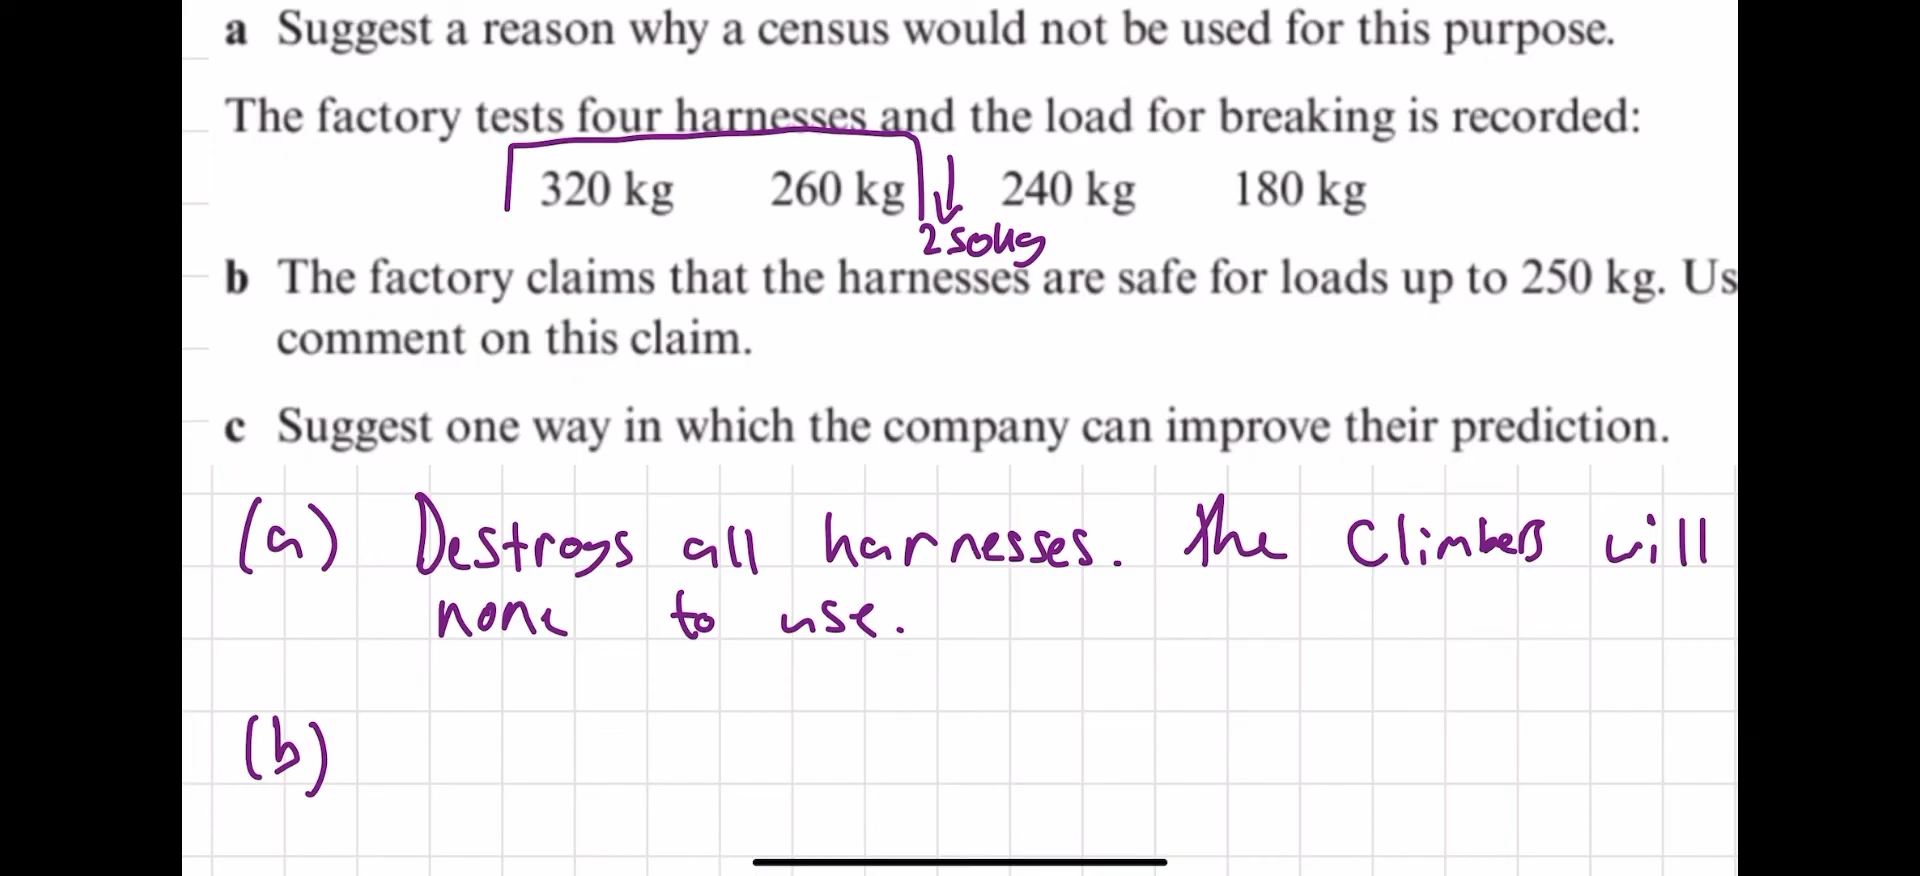 a Suggest a reason why a census would not be used for this purpose.
The factory tests four harnesses and the load for breaking is recorded:
320 kg 260 kg 240 kg 180 kg
250kg
b The factory claims that the harnesses are safe for loads up to 250 kg. Us
comment on this claim.
c Suggest one way in which the company can improve their prediction.
(a) Destroys all harnesses. The Climbers will
none to use.
(b)